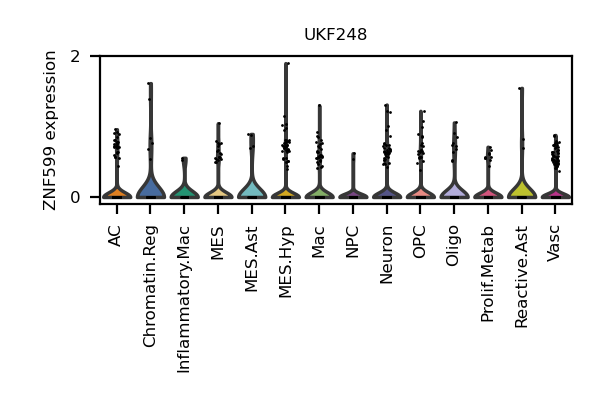 UKF248
ZNF599 expression
2
0
AC
Chromatin.Reg
Inflammatory.Mac
MES
MES.Ast
MES.Hyp
Mac
NPC
Neuron
OPC
Oligo
Prolif.Metab
Reactive.Ast
Vasc